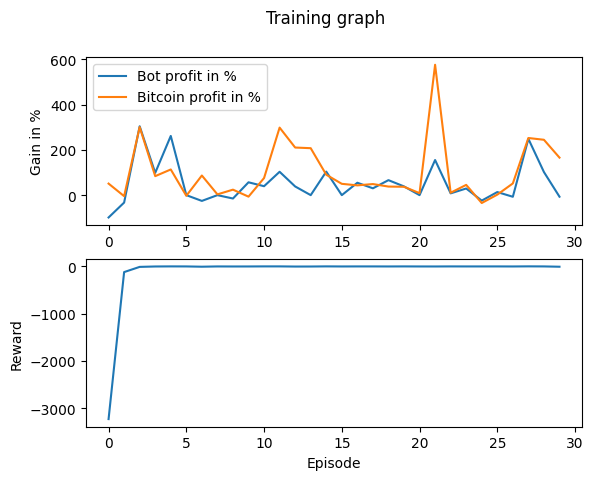 Training graph
600
400
200
0
Gain in %
Bot profit in %
Bitcoin profit in %
0 5 10 15 20 25 30
0
−1000
−2000
−3000
Reward
0 5 10 15 20 25 30
Episode